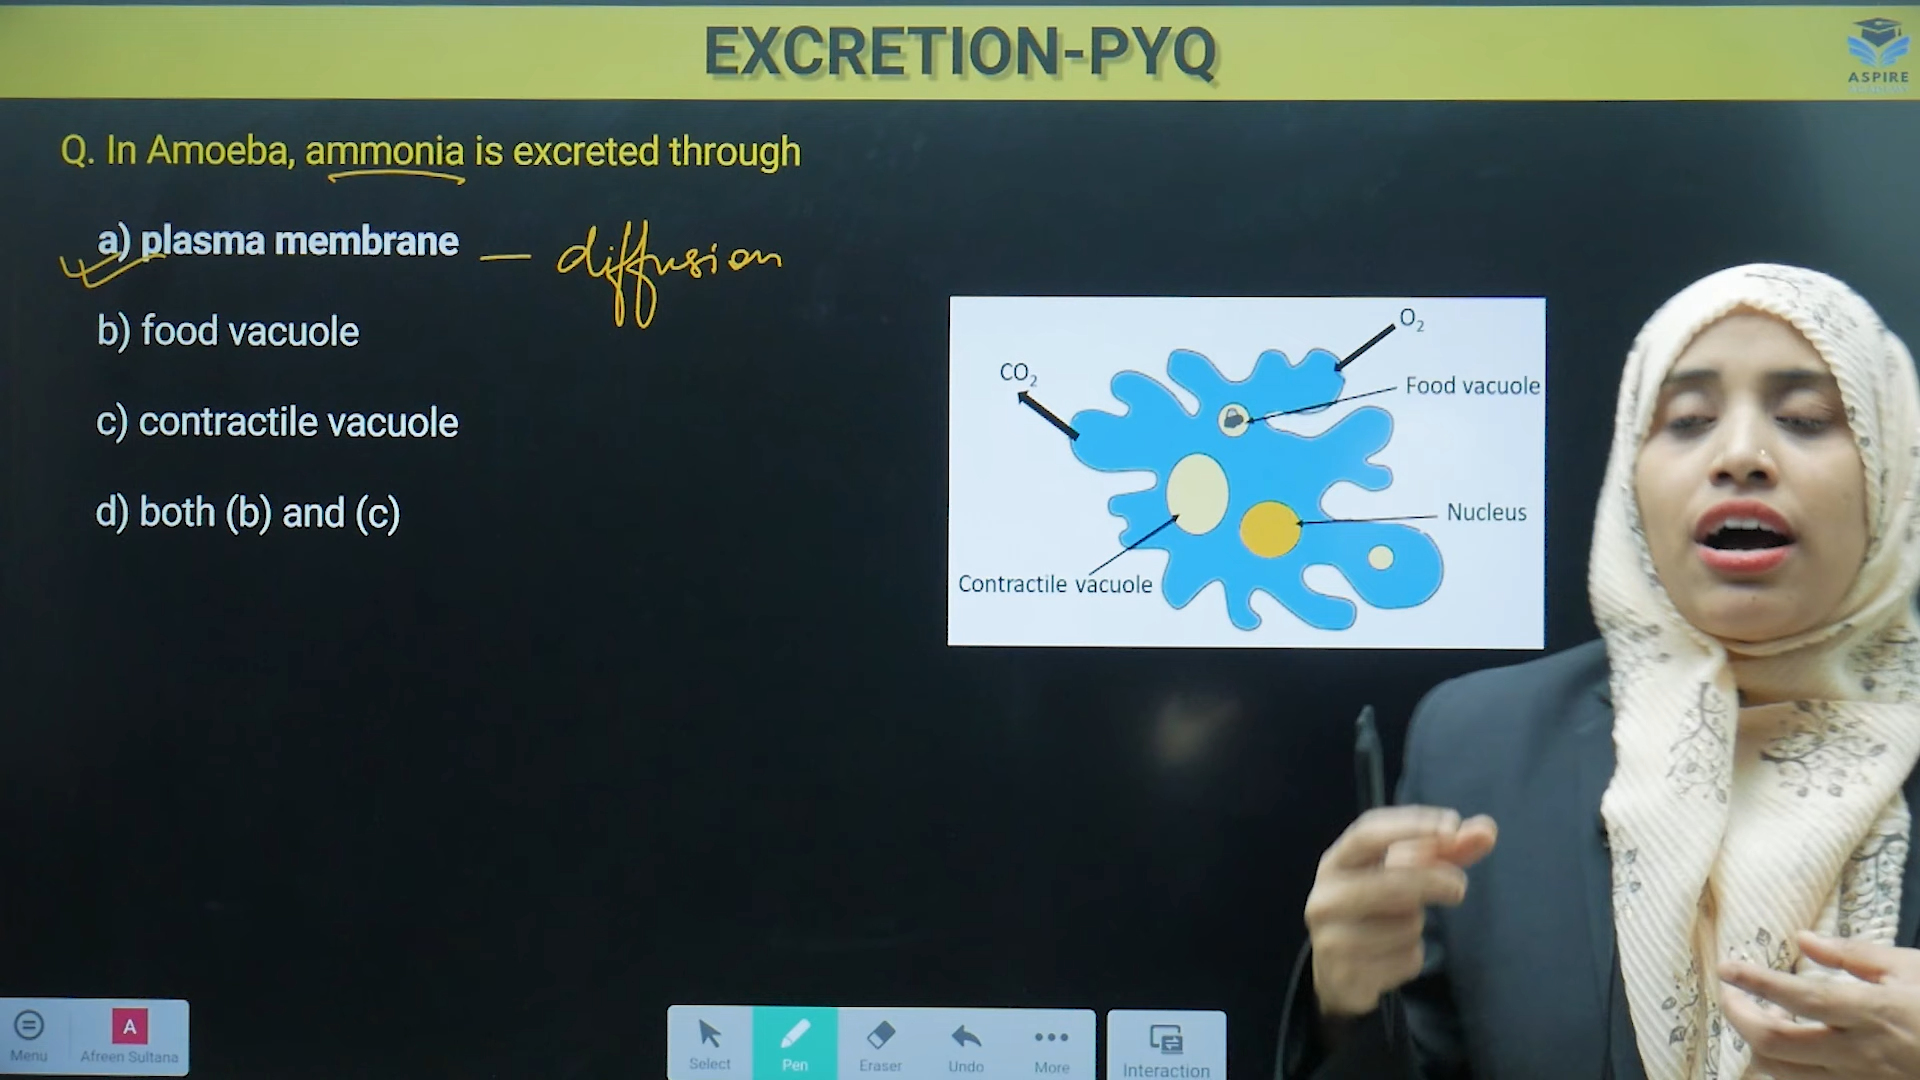 EXCRETION-PYQ
ASPIRE
Q. In Amoeba, ammonia is excreted through
a) plasma membrane — diffusion
b) food vacuole
c) contractile vacuole
d) both (b) and (c)
O₂
CO₂
Food vacuole
Nucleus
Contractile vacuole
Menu
A
Afreen Sultana
Select
Pen
Eraser
Undo
More
Interaction